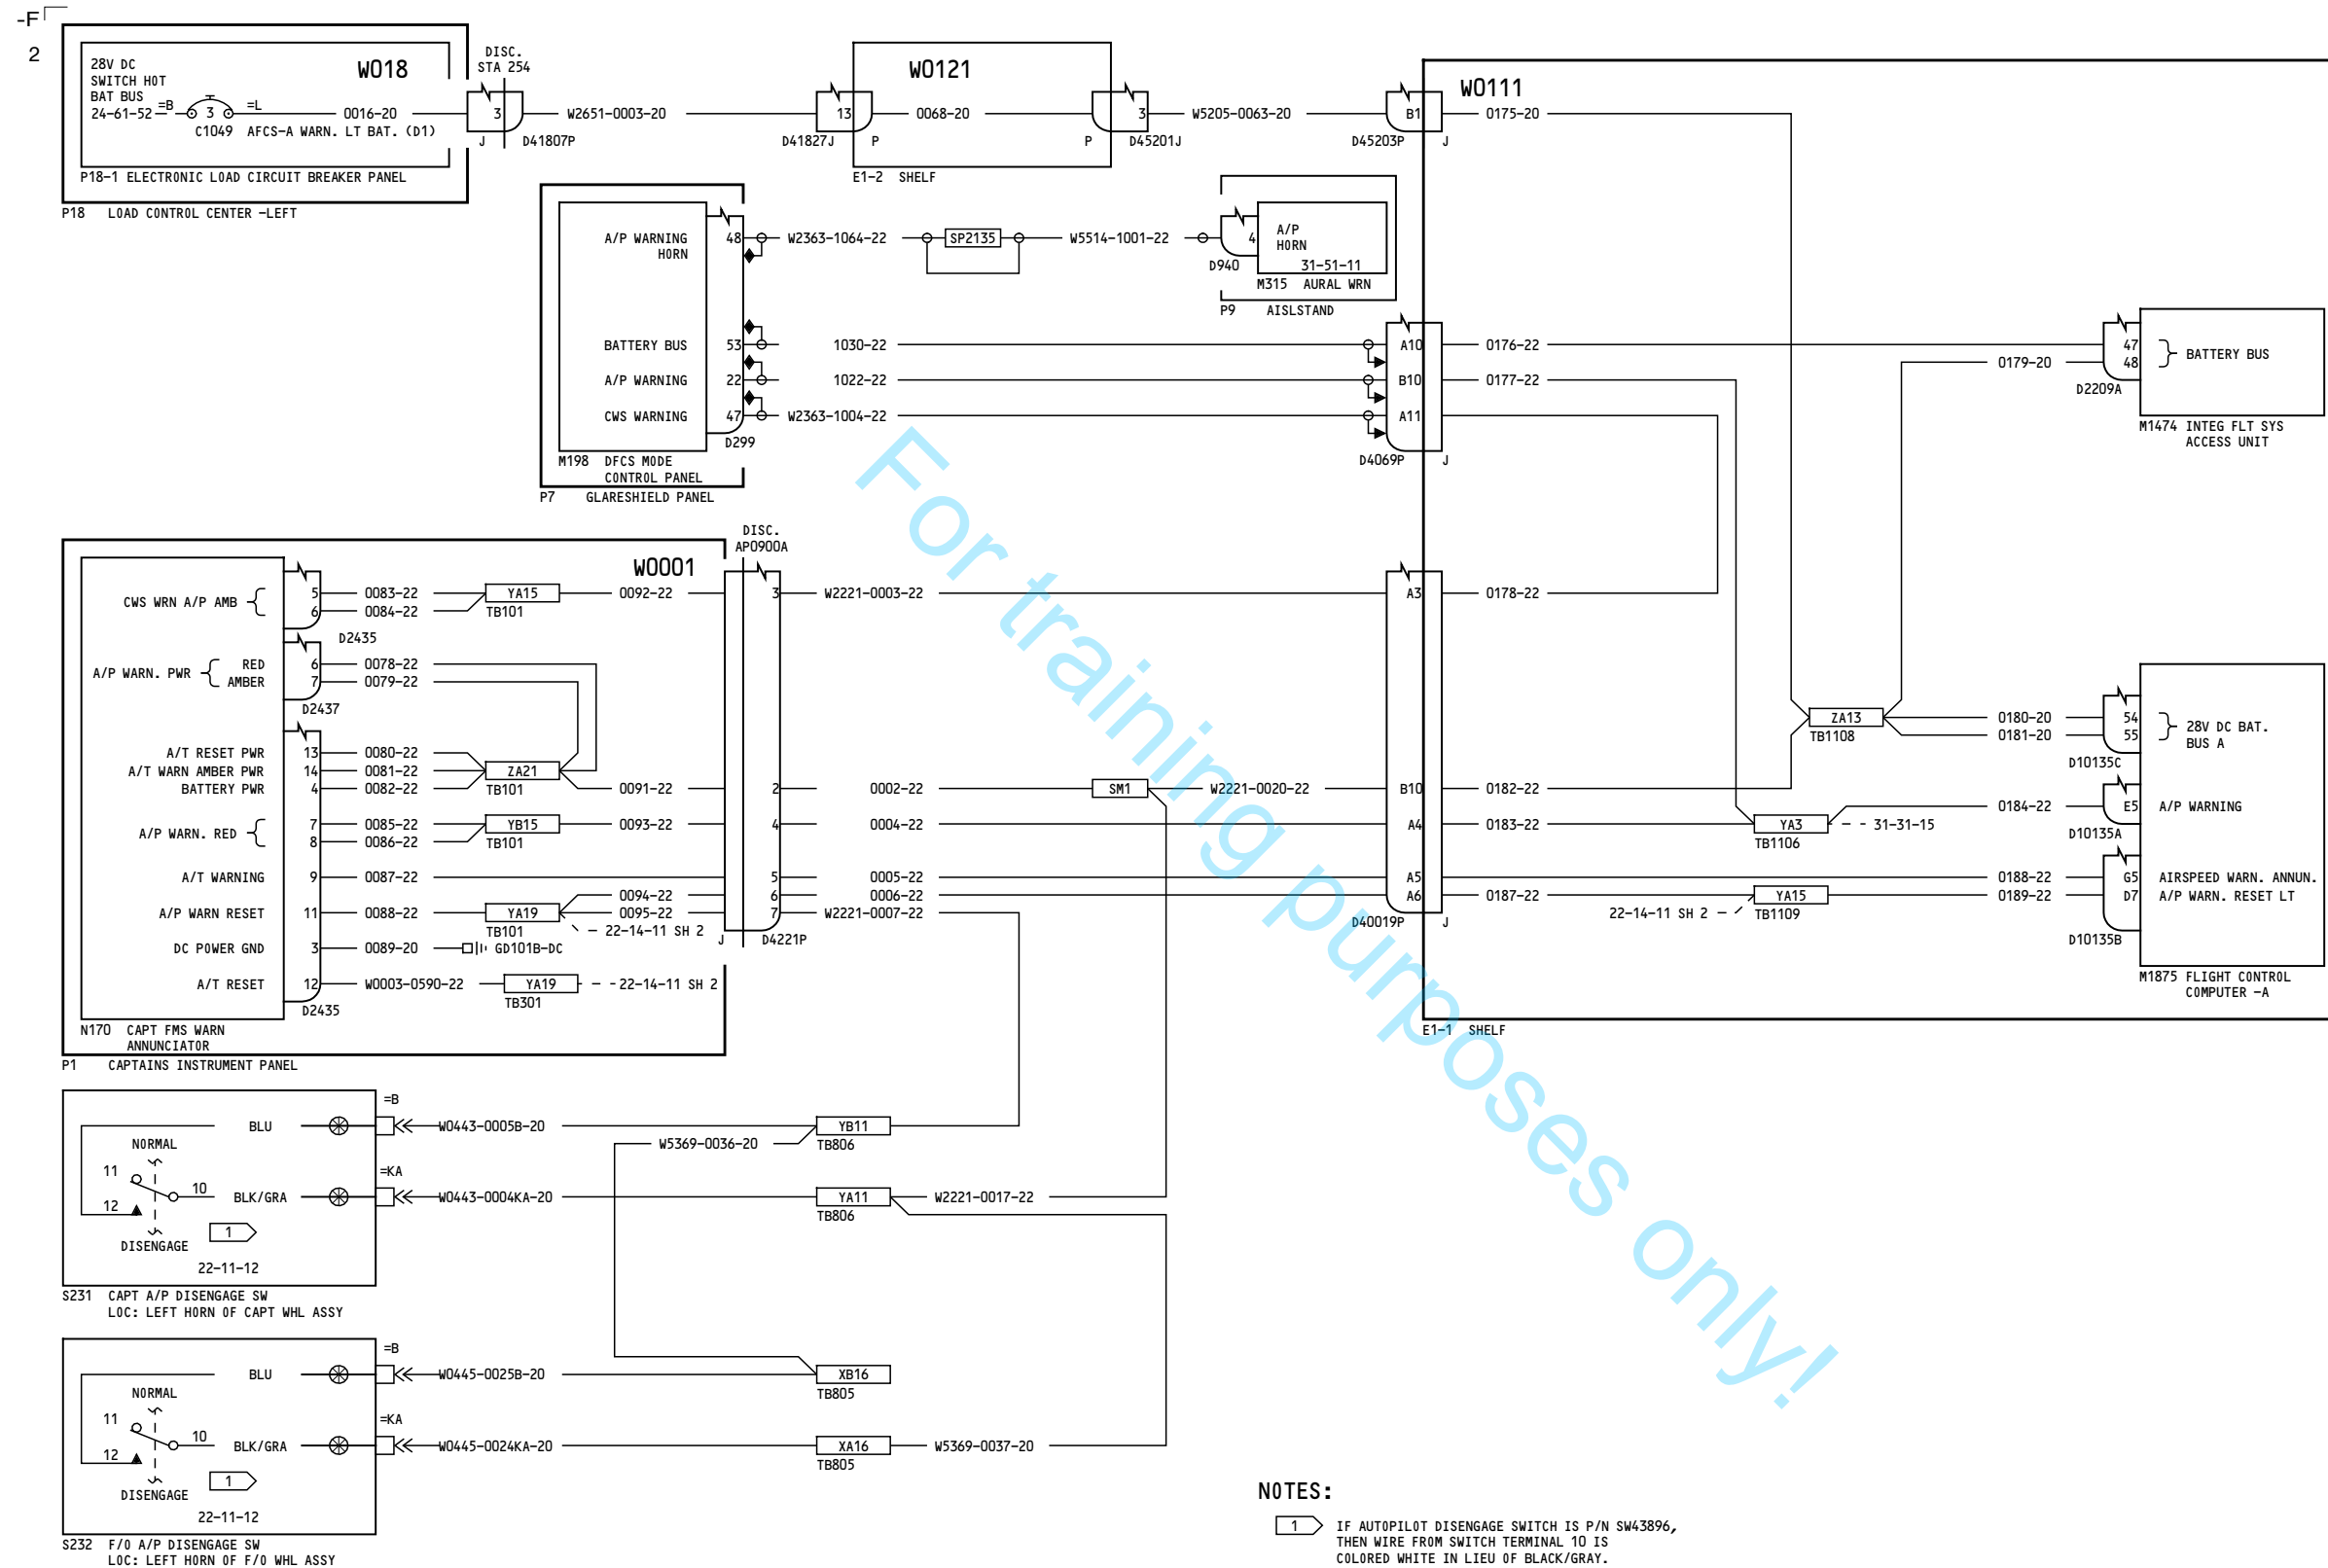 -F
2
28V DC
SWITCH HOT
BAT BUS
24-61-52
=B
3
=L
C1049 AFCS-A WARN. LT BAT. (D1)
W018
0016-20
P18-1 ELECTRONIC LOAD CIRCUIT BREAKER PANEL
P18 LOAD CONTROL CENTER -LEFT
DISC.
STA 254
3
J
D41807P
W2651-0003-20
13
D41827J
P
W0121
0068-20
P
3
D45201J
E1-2 SHELF
W5205-0063-20
B1
D45203P
J
W0111
0175-20
A/P WARNING
HORN
48
W2363-1064-22
SP2135
W5514-1001-22
4
D940
A/P
HORN
31-51-11
M315 AURAL WRN
P9 AISLSTAND
BATTERY BUS 53 1030-22 A10 0176-22
A/P WARNING 22 1022-22 B10 0177-22
CWS WARNING 47 W2363-1004-22 A11
D299
D4069P
J
M198 DFCS MODE
CONTROL PANEL
P7 GLARESHIELD PANEL
0179-20
47
48
BATTERY BUS
D2209A
M1474 INTEG FLT SYS
ACCESS UNIT
W0001
DISC.
AP0900A
CWS WRN A/P AMB
5 0083-22
6 0084-22
YA15
TB101
0092-22
3
W2221-0003-22
A3
0178-22
D2435
A/P WARN. PWR
RED 6 0078-22
AMBER 7 0079-22
D2437
A/T RESET PWR 13 0080-22
A/T WARN AMBER PWR 14 0081-22
BATTERY PWR 4 0082-22
ZA21
TB101
0091-22
2
0002-22
SM1
W2221-0020-22
B10
0182-22
A/P WARN. RED
7 0085-22
8 0086-22
YB15
TB101
0093-22
4
0004-22
A4
0183-22
A/T WARNING 9 0087-22
5
0005-22
A5
A/P WARN RESET 11 0088-22
YA19
TB101
0094-22
0095-22
22-14-11 SH 2
6
7
0006-22
W2221-0007-22
A6
0187-22
J
D4221P
D40019P
J
DC POWER GND 3 0089-20 GD101B-DC
A/T RESET 12 W0003-0590-22
YA19
TB301
22-14-11 SH 2
D2435
N170 CAPT FMS WARN
ANNUNCIATOR
P1 CAPTAINS INSTRUMENT PANEL
ZA13
TB1108
0180-20
0181-20
54
55
28V DC BAT.
BUS A
D10135C
YA3
TB1106
31-31-15
0184-22
E5
A/P WARNING
D10135A
0188-22
G5
AIRSPEED WARN. ANNUN.
22-14-11 SH 2
YA15
TB1109
0189-22
D7
A/P WARN. RESET LT
D10135B
M1875 FLIGHT CONTROL
COMPUTER -A
E1-1 SHELF
BLU
=B
W0443-0005B-20
W5369-0036-20
YB11
TB806
NORMAL
11
10
12
DISENGAGE
BLK/GRA
1
=KA
W0443-0004KA-20
YA11
TB806
W2221-0017-22
22-11-12
S231 CAPT A/P DISENGAGE SW
LOC: LEFT HORN OF CAPT WHL ASSY
BLU
=B
W0445-0025B-20
XB16
TB805
NORMAL
11
10
12
DISENGAGE
BLK/GRA
1
=KA
W0445-0024KA-20
XA16
TB805
W5369-0037-20
22-11-12
S232 F/O A/P DISENGAGE SW
LOC: LEFT HORN OF F/O WHL ASSY
NOTES:
1 IF AUTOPILOT DISENGAGE SWITCH IS P/N SW43896,
THEN WIRE FROM SWITCH TERMINAL 10 IS
COLORED WHITE IN LIEU OF BLACK/GRAY.
For training purposes only!